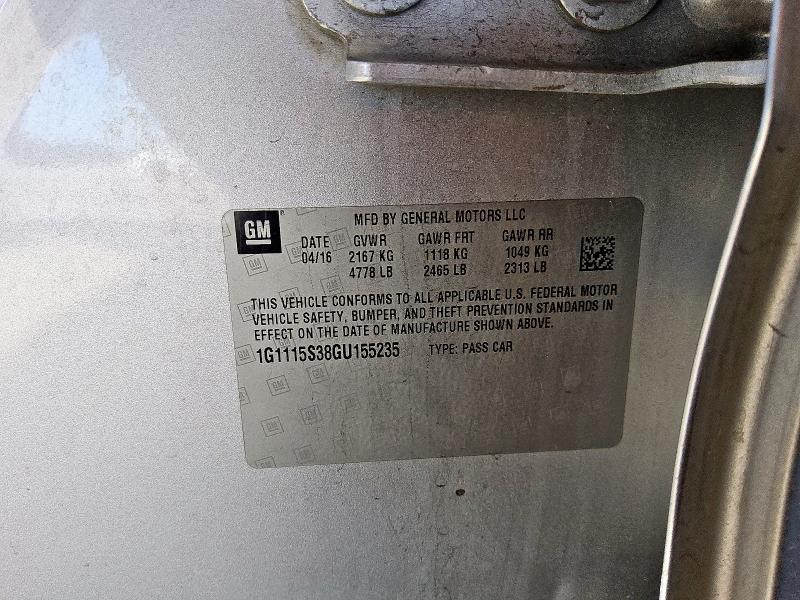 GM
MFD BY GENERAL MOTORS LLC
DATE GVWR GAWR FRT GAWR RR
04/16 2167 KG 1118 KG 1049 KG
4778 LB 2465 LB 2313 LB
THIS VEHICLE CONFORMS TO ALL APPLICABLE U.S. FEDERAL MOTOR
VEHICLE SAFETY, BUMPER, AND THEFT PREVENTION STANDARDS IN
EFFECT ON THE DATE OF MANUFACTURE SHOWN ABOVE.
1G1115S38GU155235 TYPE: PASS CAR